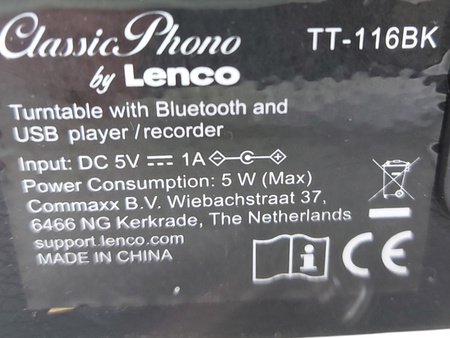 Classic Phono TT-116BK
by Lenco
Turntable with Bluetooth and
USB player/recorder
Input: DC 5V 1A
Power Consumption: 5 W (Max)
Commaxx B.V. Wiebachstraat 37,
6466 NG Kerkrade, The Netherlands
support.lenco.com
MADE IN CHINA
i
CE